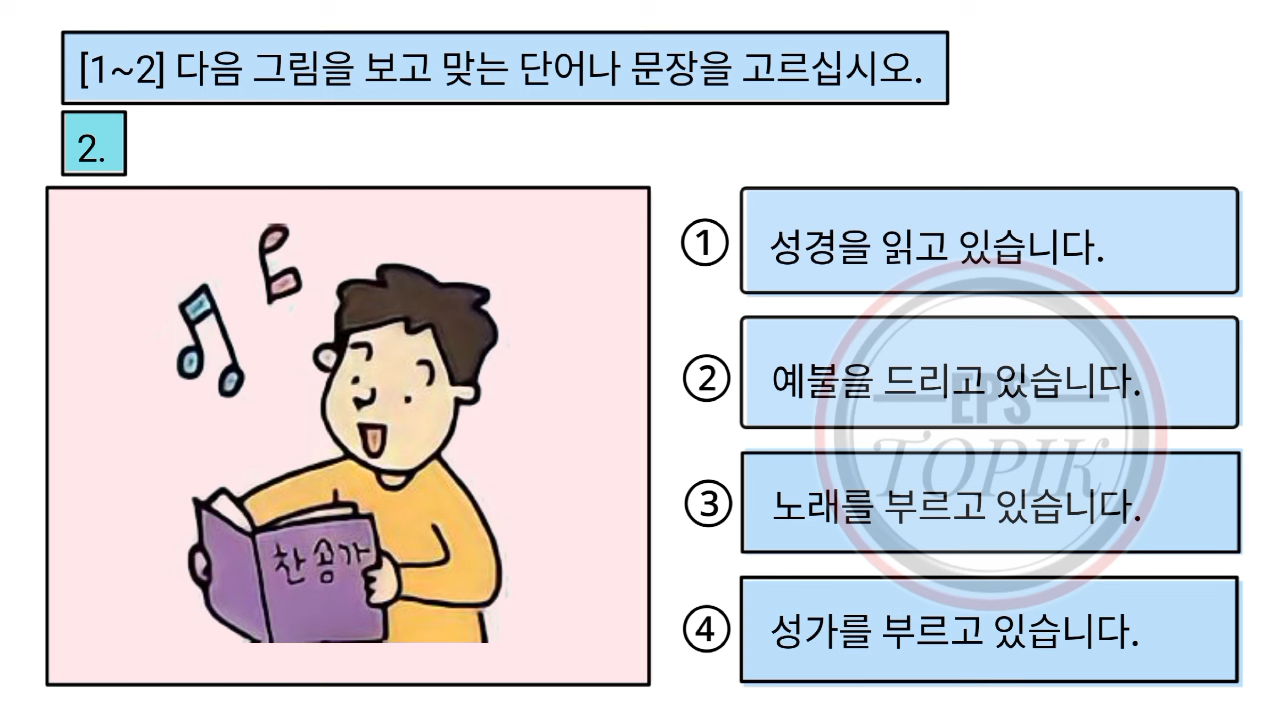 [1~2] 다음 그림을 보고 맞는 단어나 문장을 고르십시오.
2.
찬송가
① 성경을 읽고 있습니다.
② 예불을 드리고 있습니다.
③ 노래를 부르고 있습니다.
④ 성가를 부르고 있습니다.
EPS
TOPIK